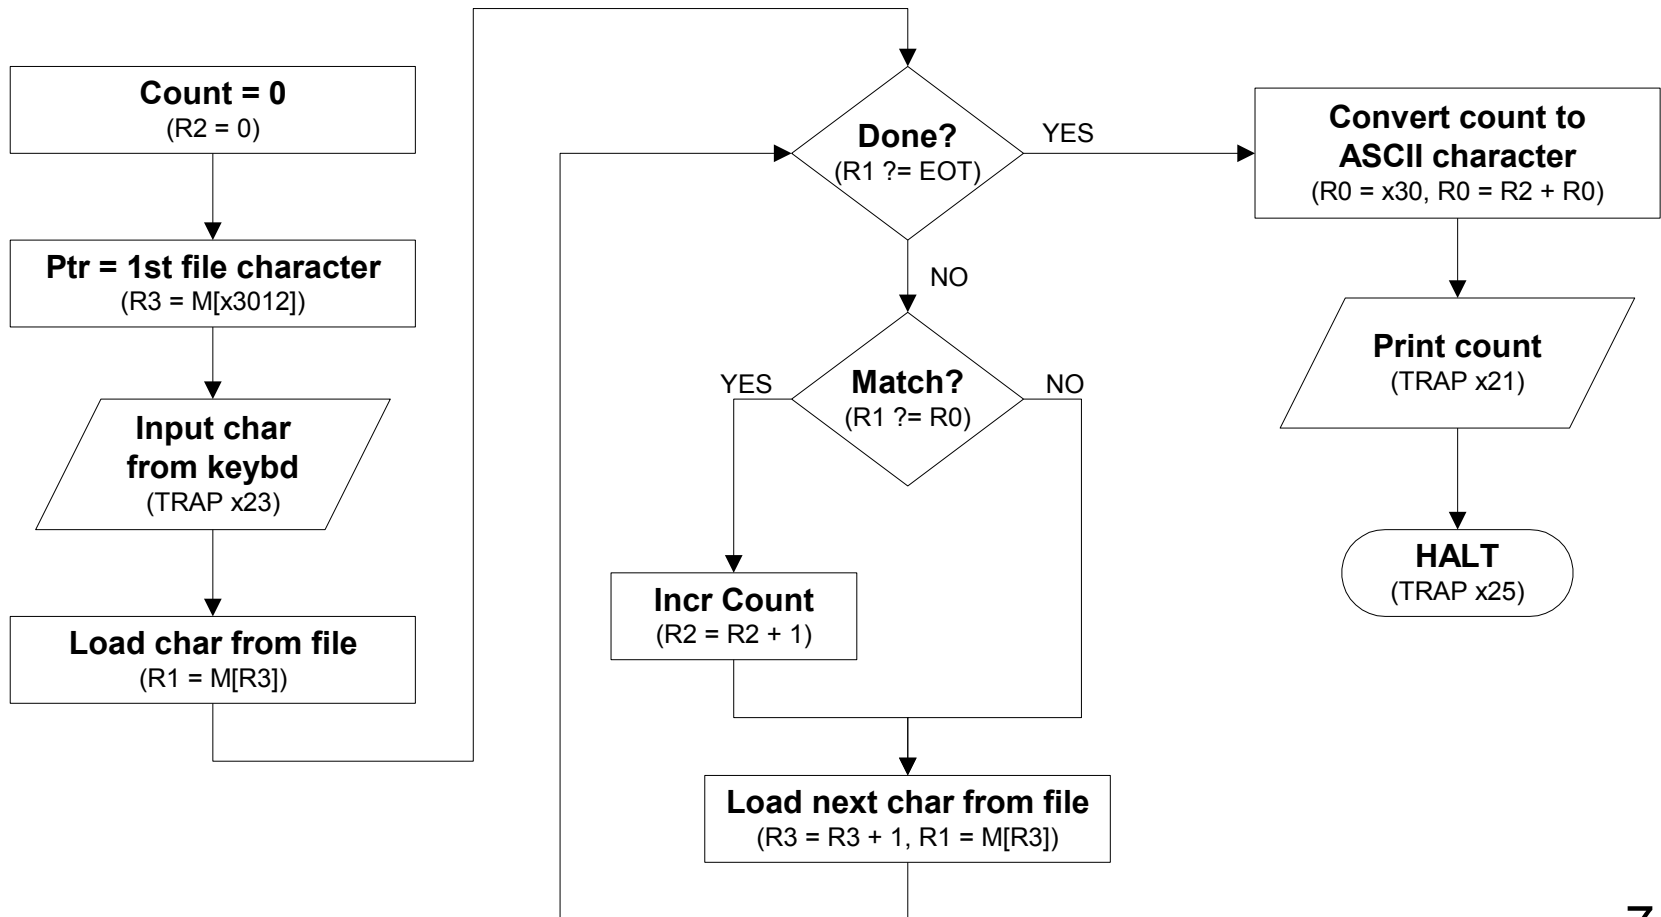 Count = 0
(R2 = 0)
Ptr = 1st file character
(R3 = M[x3012])
Input char
from keybd
(TRAP x23)
Load char from file
(R1 = M[R3])
Done?
(R1 ?= EOT)
YES
NO
Match?
(R1 ?= R0)
YES
NO
Incr Count
(R2 = R2 + 1)
Load next char from file
(R3 = R3 + 1, R1 = M[R3])
Convert count to
ASCII character
(R0 = x30, R0 = R2 + R0)
Print count
(TRAP x21)
HALT
(TRAP x25)